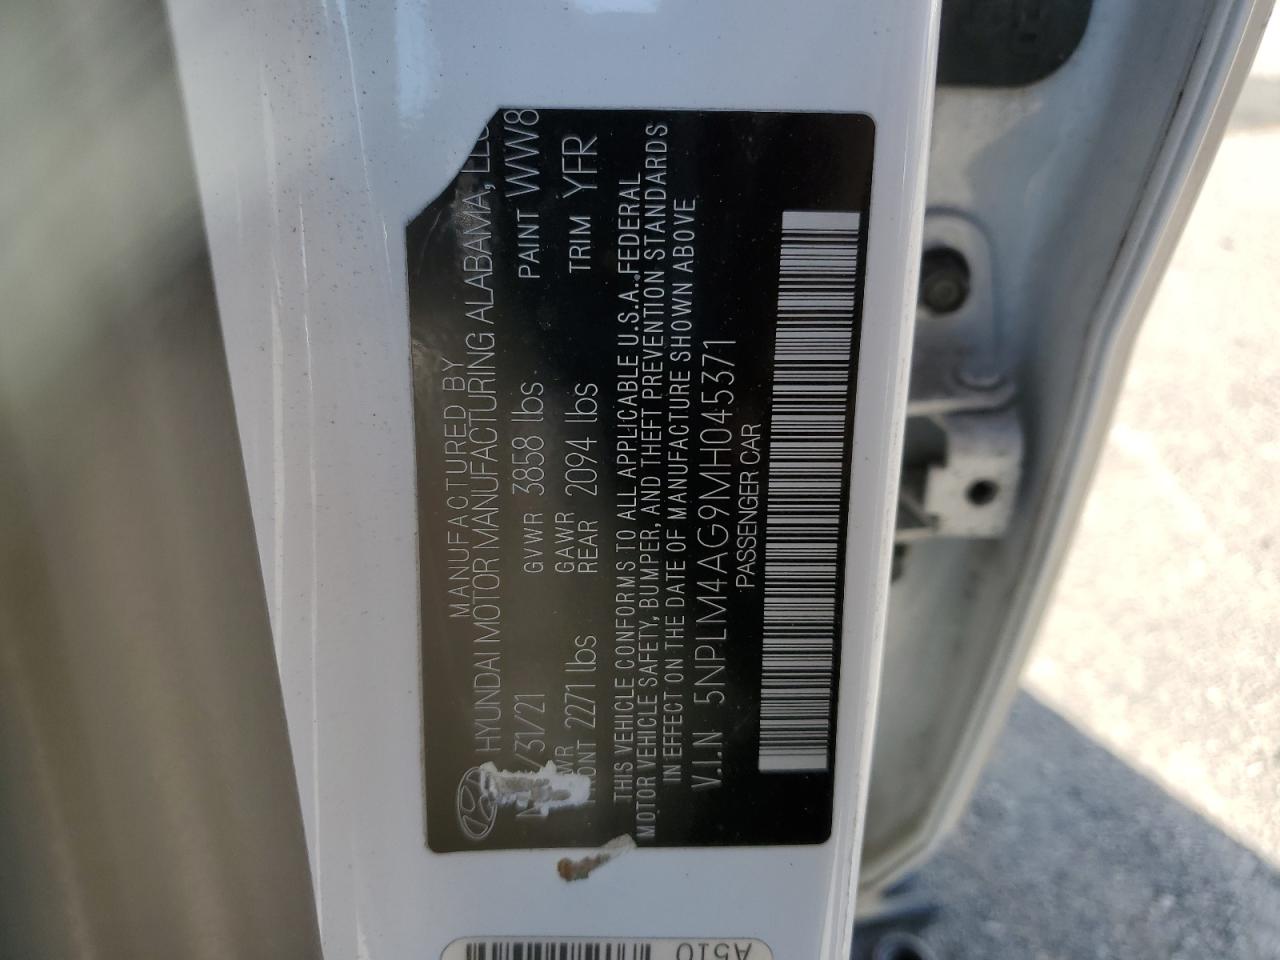 MANUFACTURED BY
HYUNDAI MOTOR MANUFACTURING ALABAMA, LLC
/31/21 GVWR 3858 lbs. PAINT WW8
2271 lbs GAWR REAR 2094 lbs TRIM YFR
THIS VEHICLE CONFORMS TO ALL APPLICABLE U.S.A. FEDERAL
MOTOR VEHICLE SAFETY, BUMPER, AND THEFT PREVENTION STANDARDS
IN EFFECT ON THE DATE OF MANUFACTURE SHOWN ABOVE
V.I.N 5NPLM4AG9MH045371
PASSENGER CAR
A510